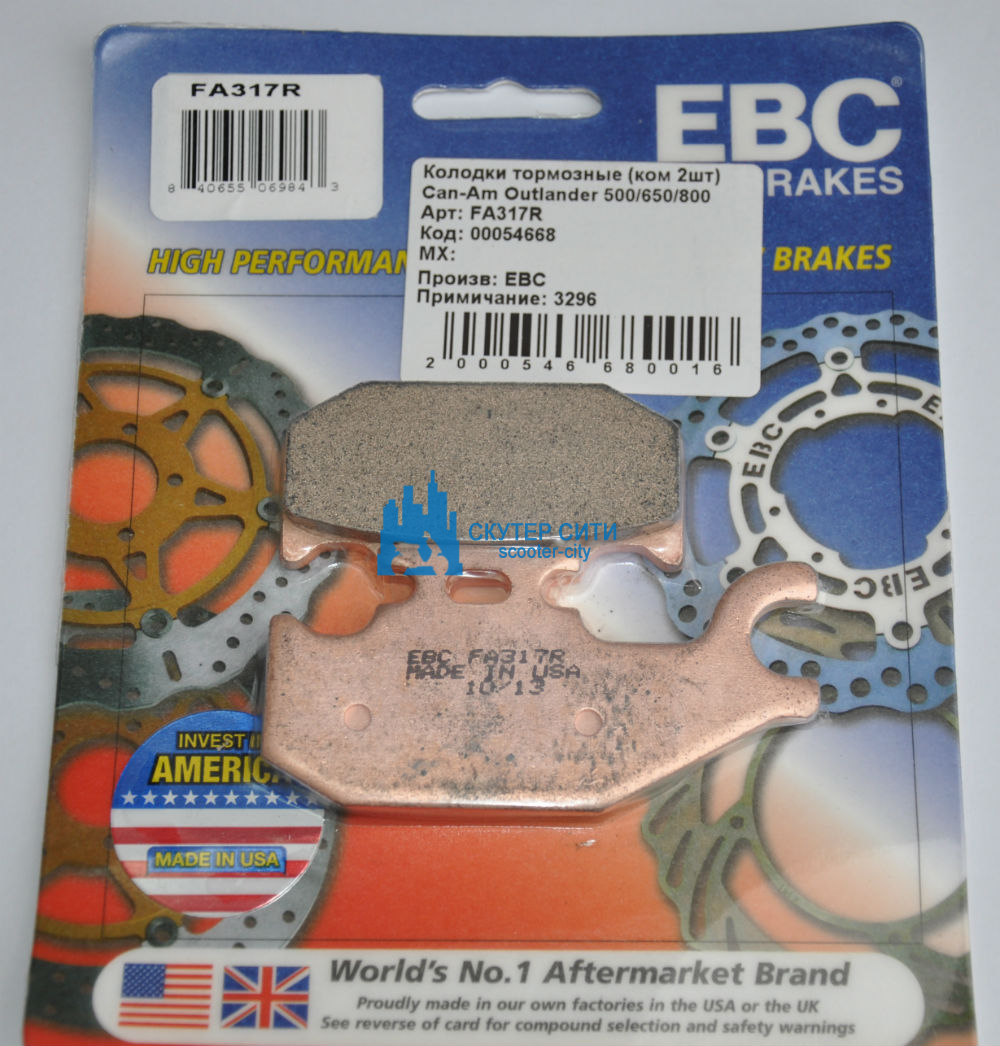 FA317R
8 40655 06984 3
EBC®
BRAKES
Колодки тормозные (ком 2шт)
Can-Am Outlander 500/650/800
Арт: FA317R
Код: 00054668
МХ:
Произв: EBC
Примичание: 3296
2 000546 680016
HIGH PERFORMAN
BRAKES
EBC
EBC
СКУТЕР СИТИ
scooter-city
EBC FA317R
MADE IN USA
10/13
INVEST I
AMERICA
MADE IN USA
World's No.1 Aftermarket Brand
Proudly made in our own factories in the USA or the UK
See reverse of card for compound selection and safety warnings